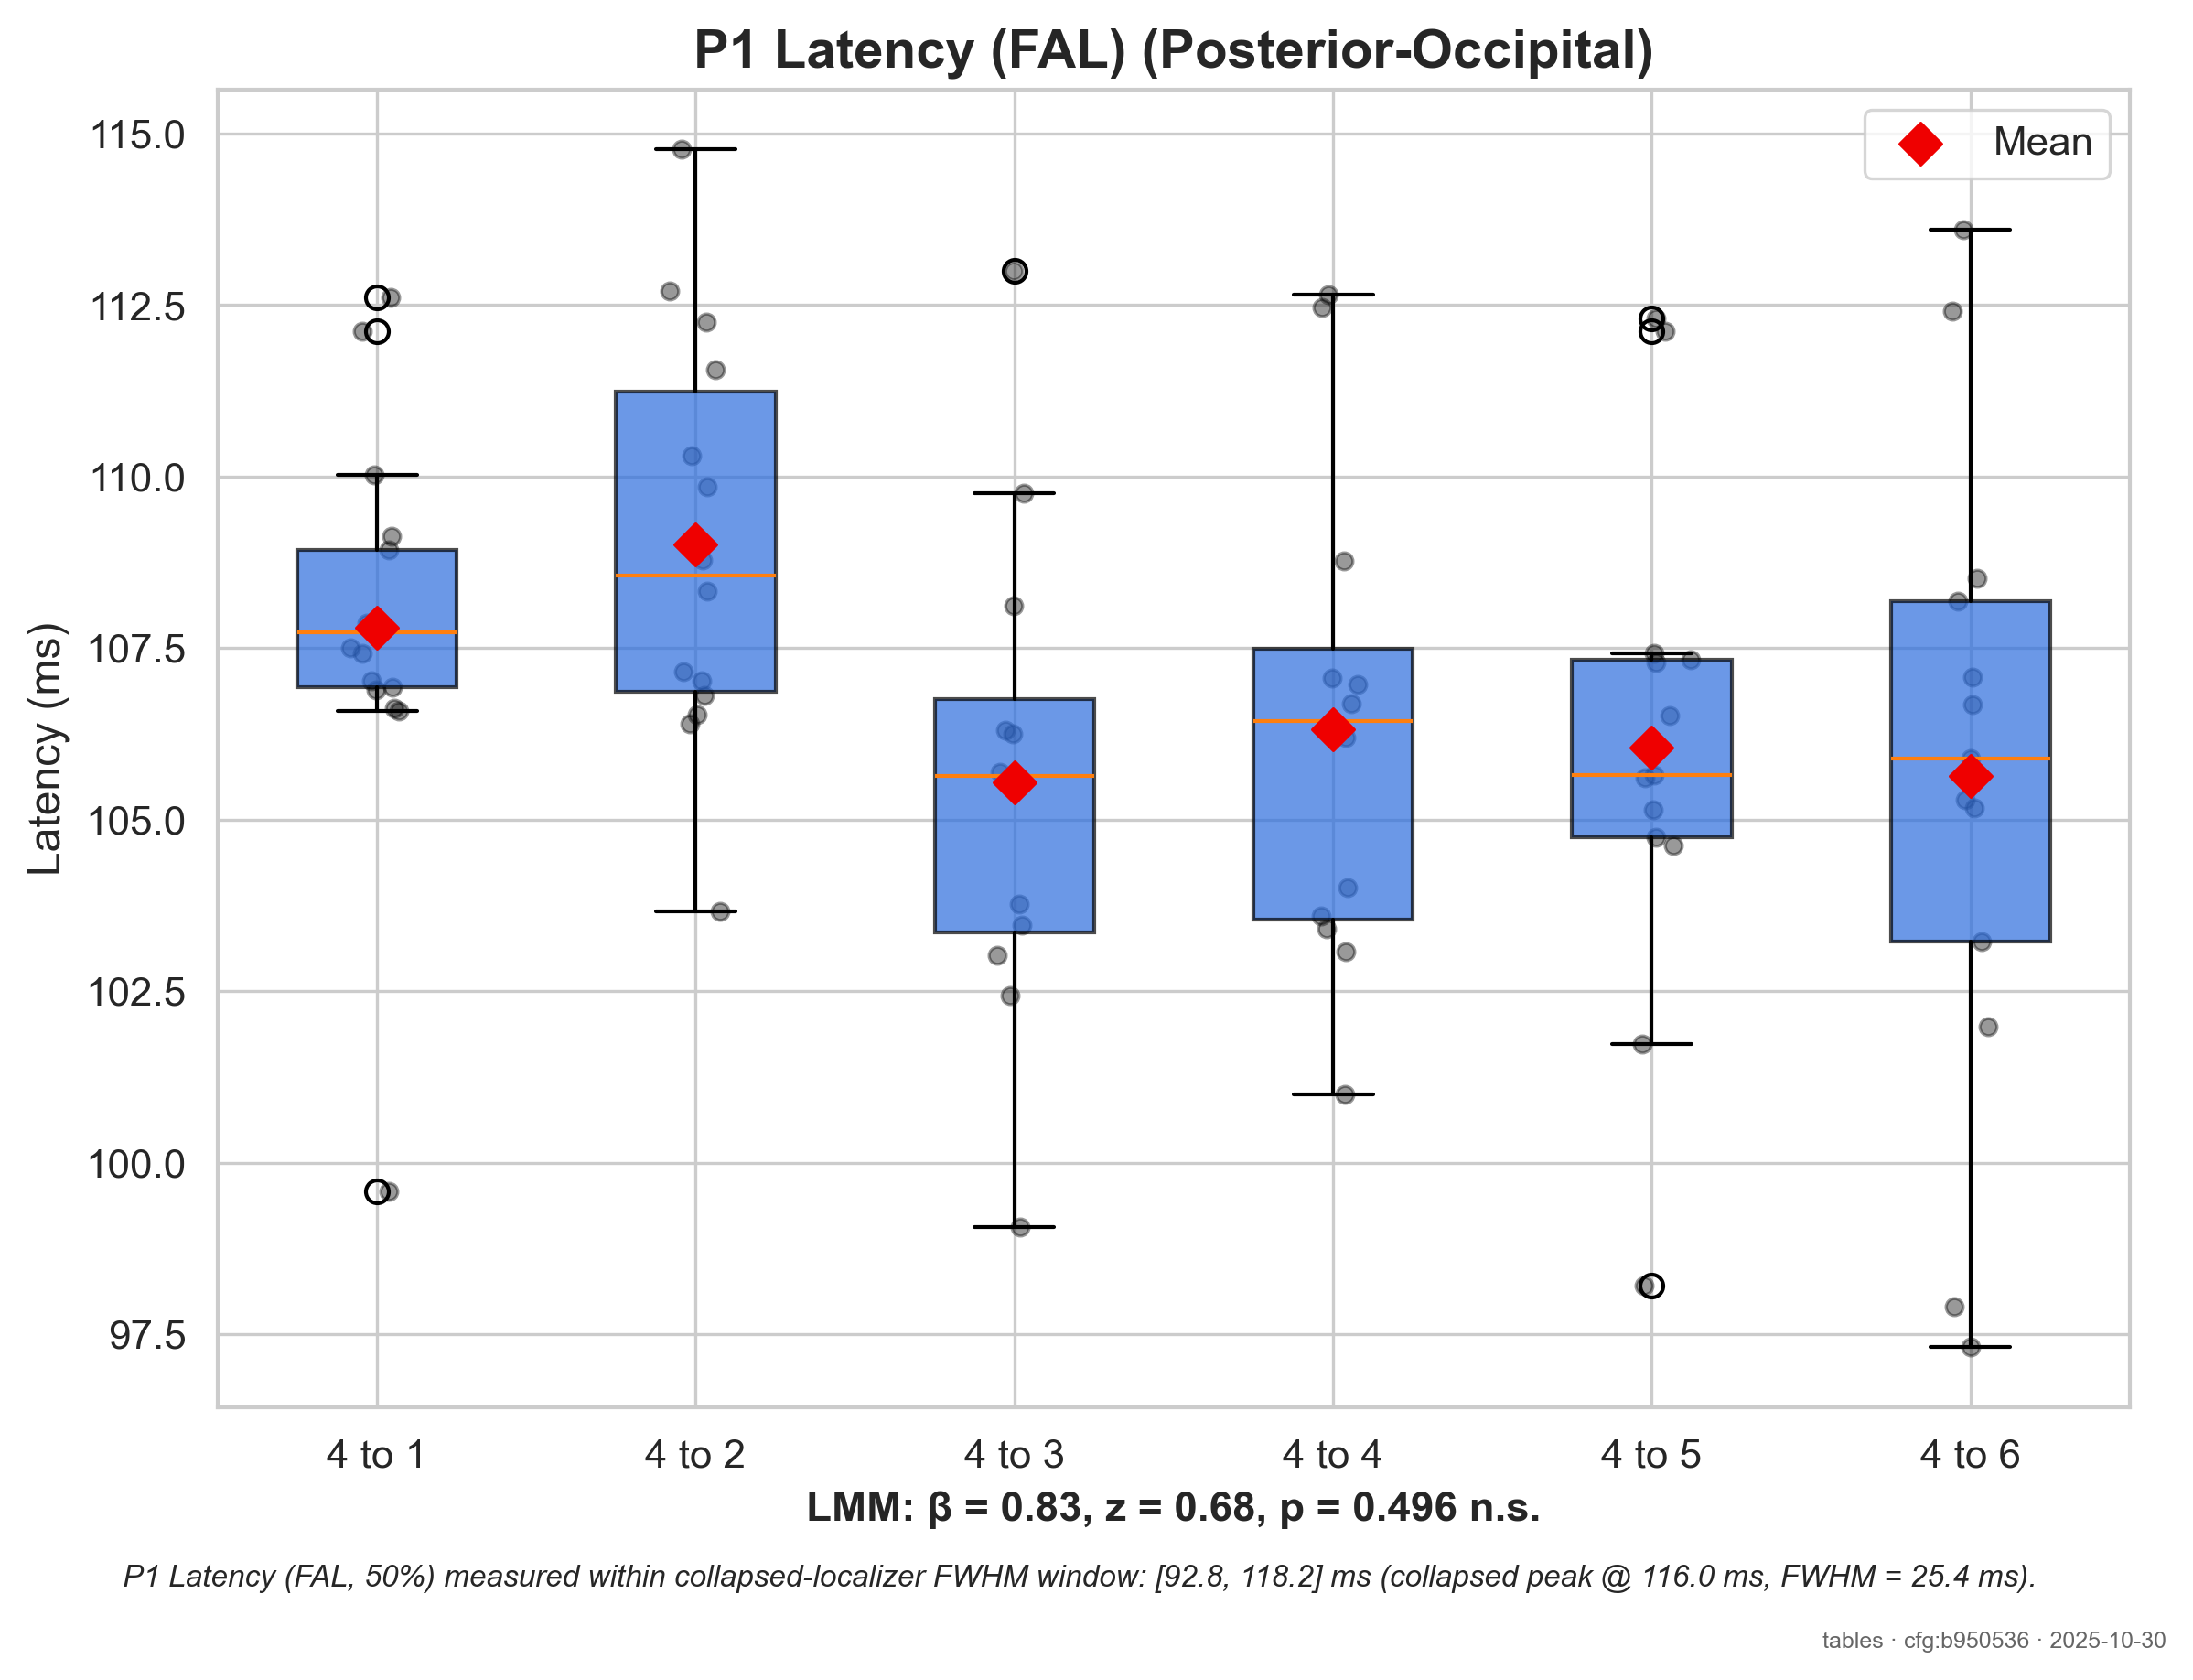 P1 Latency (FAL) (Posterior-Occipital)
Mean
Latency (ms)
115.0
112.5
110.0
107.5
105.0
102.5
100.0
97.5
4 to 1 4 to 2 4 to 3 4 to 4 4 to 5 4 to 6
LMM: β = 0.83, z = 0.68, p = 0.496 n.s.
P1 Latency (FAL, 50%) measured within collapsed-localizer FWHM window: [92.8, 118.2] ms (collapsed peak @ 116.0 ms, FWHM = 25.4 ms).
tables · cfg:b950536 · 2025-10-30